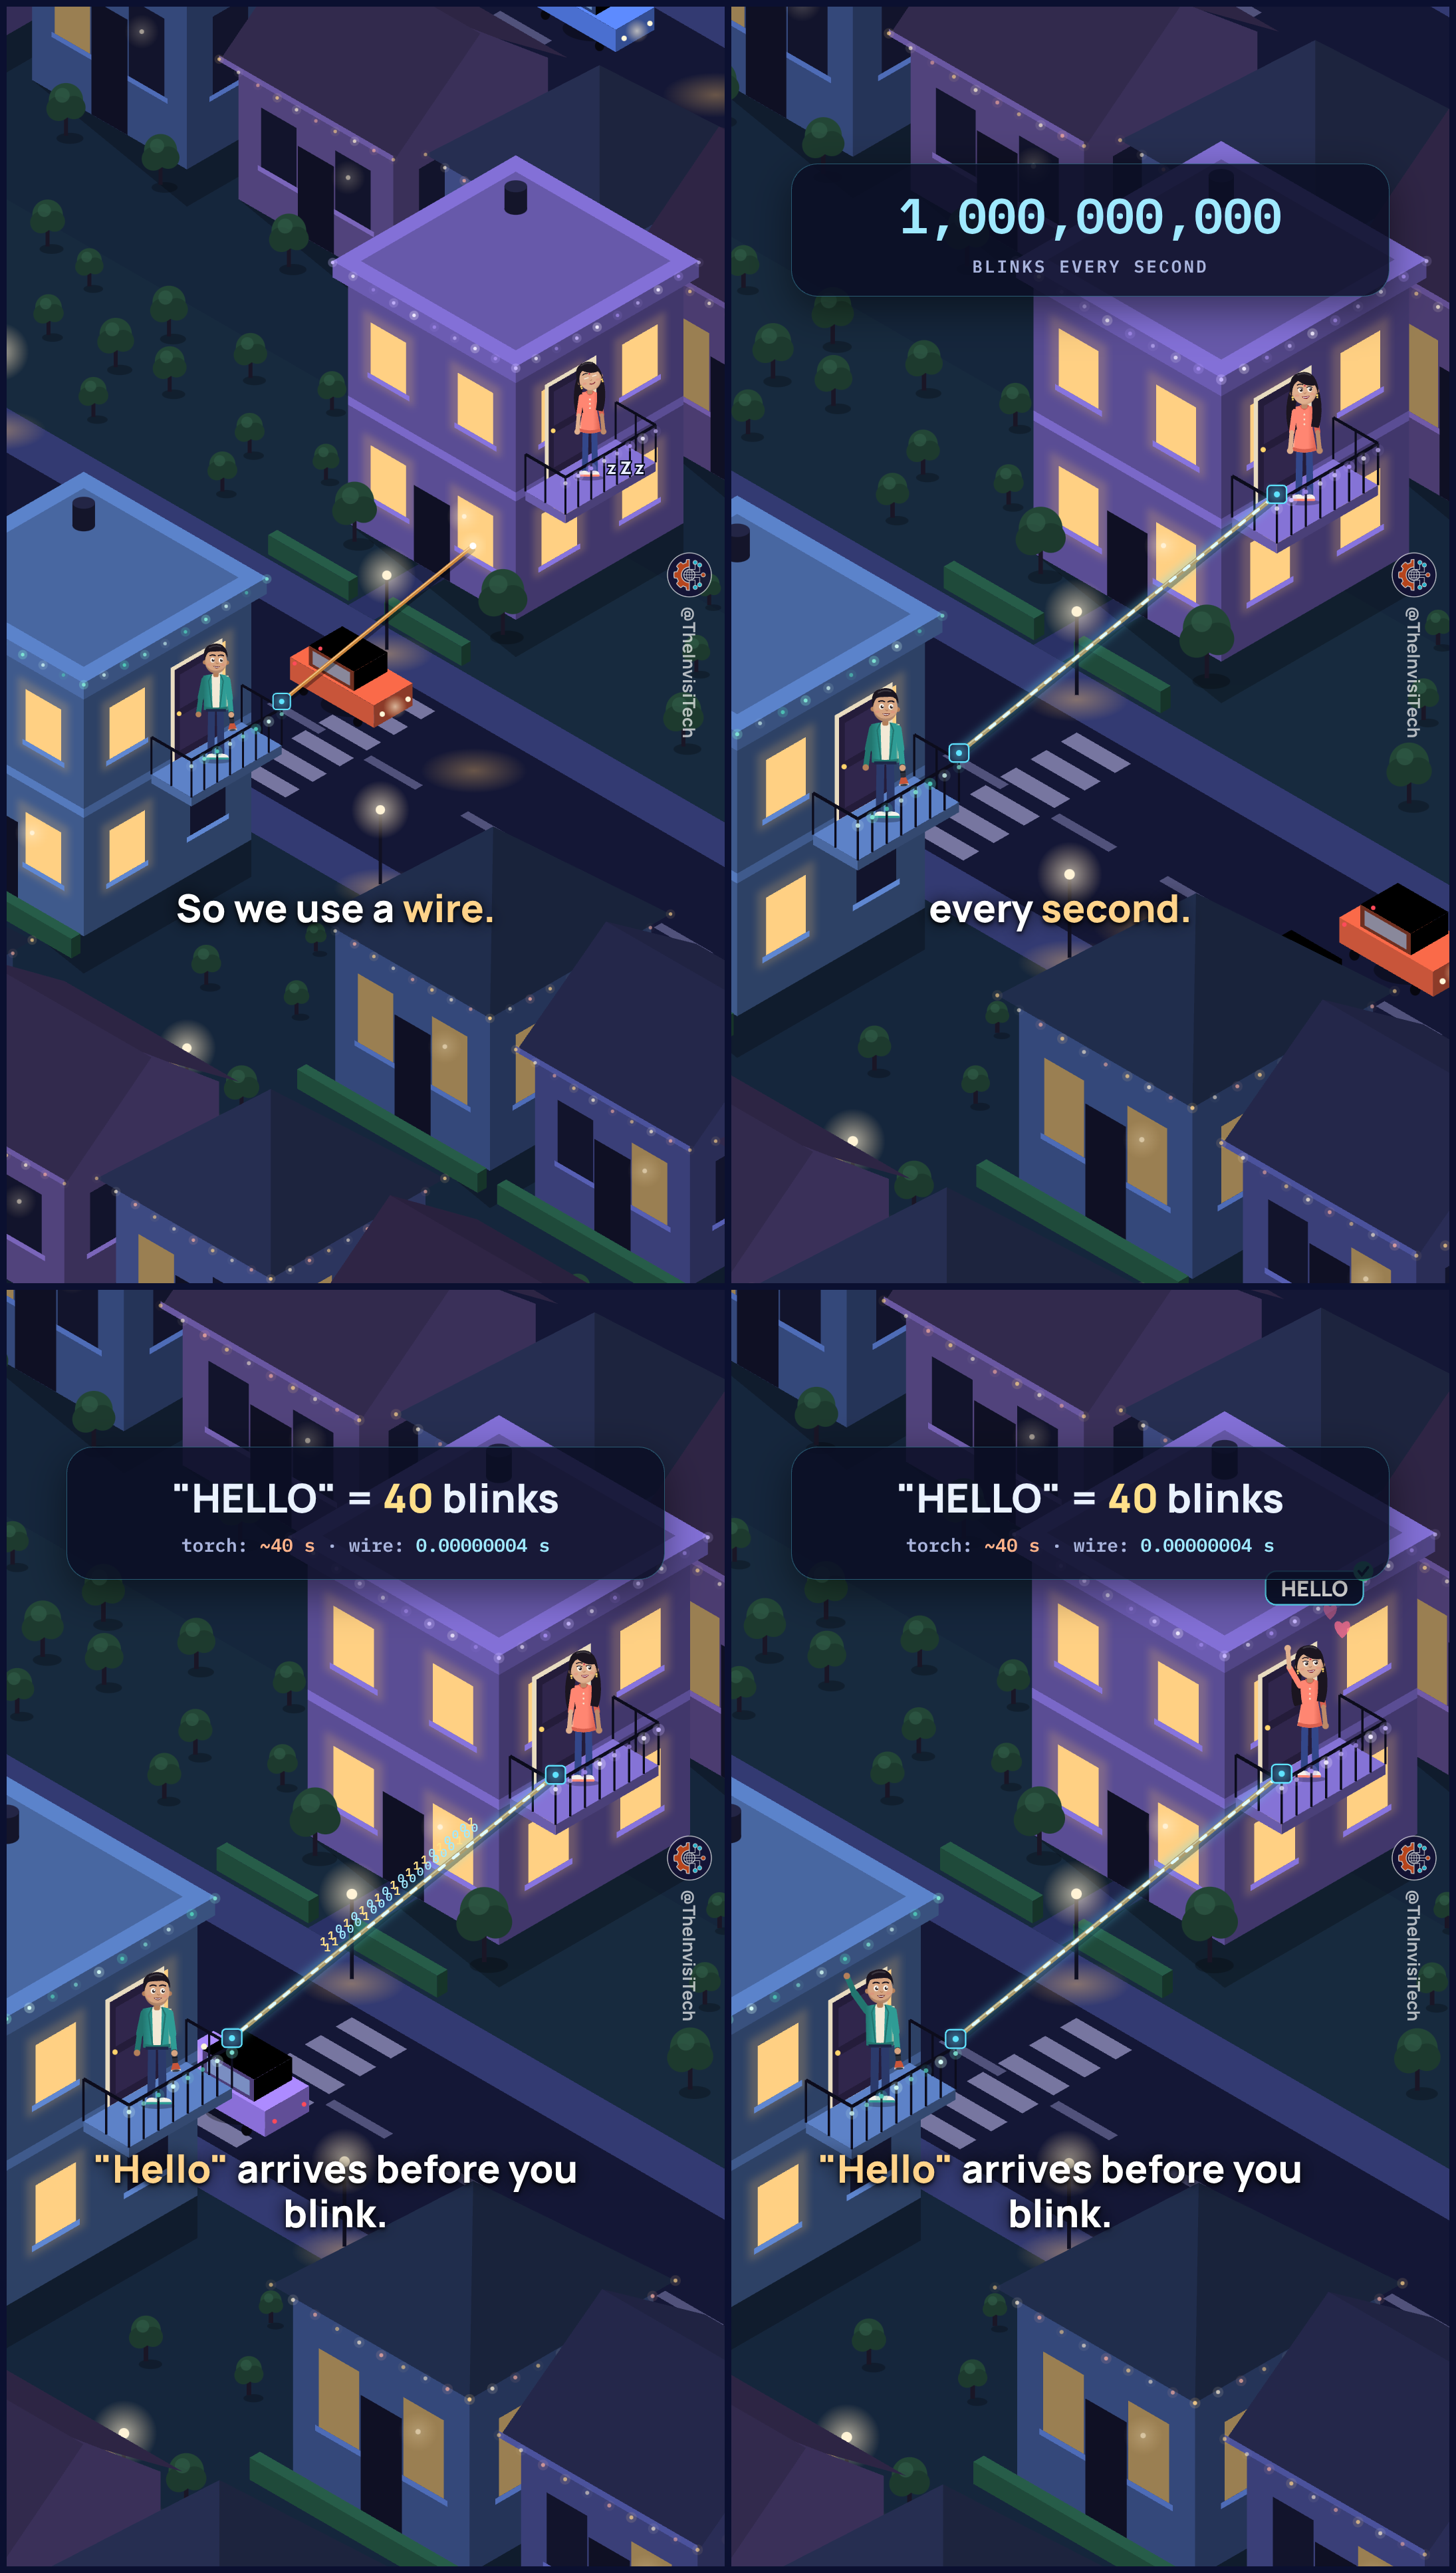 zZz
@TheInvisiTech
So we use a wire.
1,000,000,000
BLINKS EVERY SECOND
@TheInvisiTech
every second.
"HELLO" = 40 blinks
torch: ~40 s · wire: 0.00000004 s
@TheInvisiTech
"Hello" arrives before you
blink.
"HELLO" = 40 blinks
torch: ~40 s · wire: 0.00000004 s
HELLO
@TheInvisiTech
"Hello" arrives before you
blink.